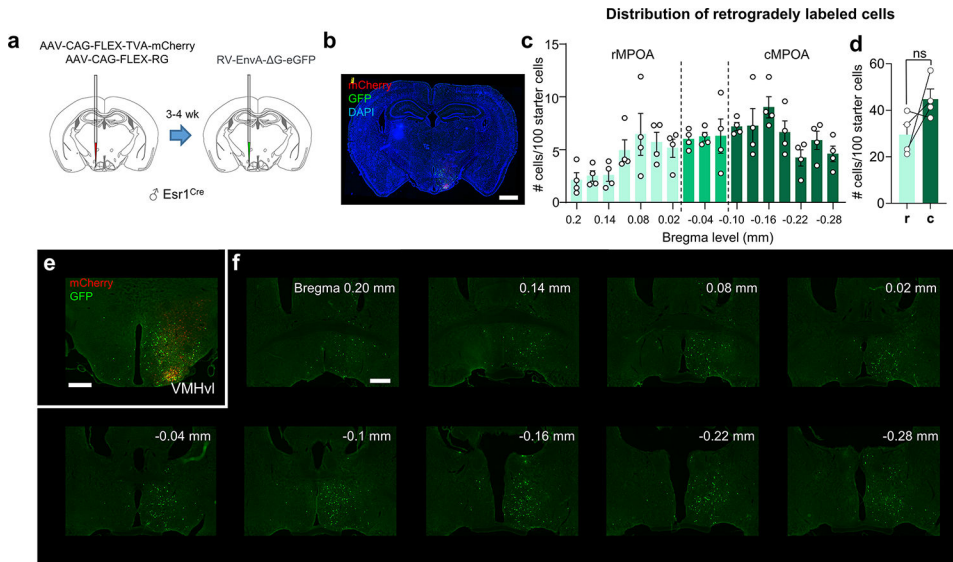 Distribution of retrogradely labeled cells
a
AAV-CAG-FLEX-TVA-mCherry
AAV-CAG-FLEX-RG
RV-EnvA-ΔG-eGFP
3-4 wk
♂ Esr1Cre
b
mCherry
GFP
DAPI
c
rMPOA
cMPOA
# cells/100 starter cells
15
10
5
0
0.2
0.14
0.08
0.02
-0.04
-0.10
-0.16
-0.22
-0.28
Bregma level (mm)
d
ns
# cells/100 starter cells
60
40
20
0
r
c
e
mCherry
GFP
VMHvl
f
Bregma 0.20 mm
0.14 mm
0.08 mm
0.02 mm
-0.04 mm
-0.1 mm
-0.16 mm
-0.22 mm
-0.28 mm